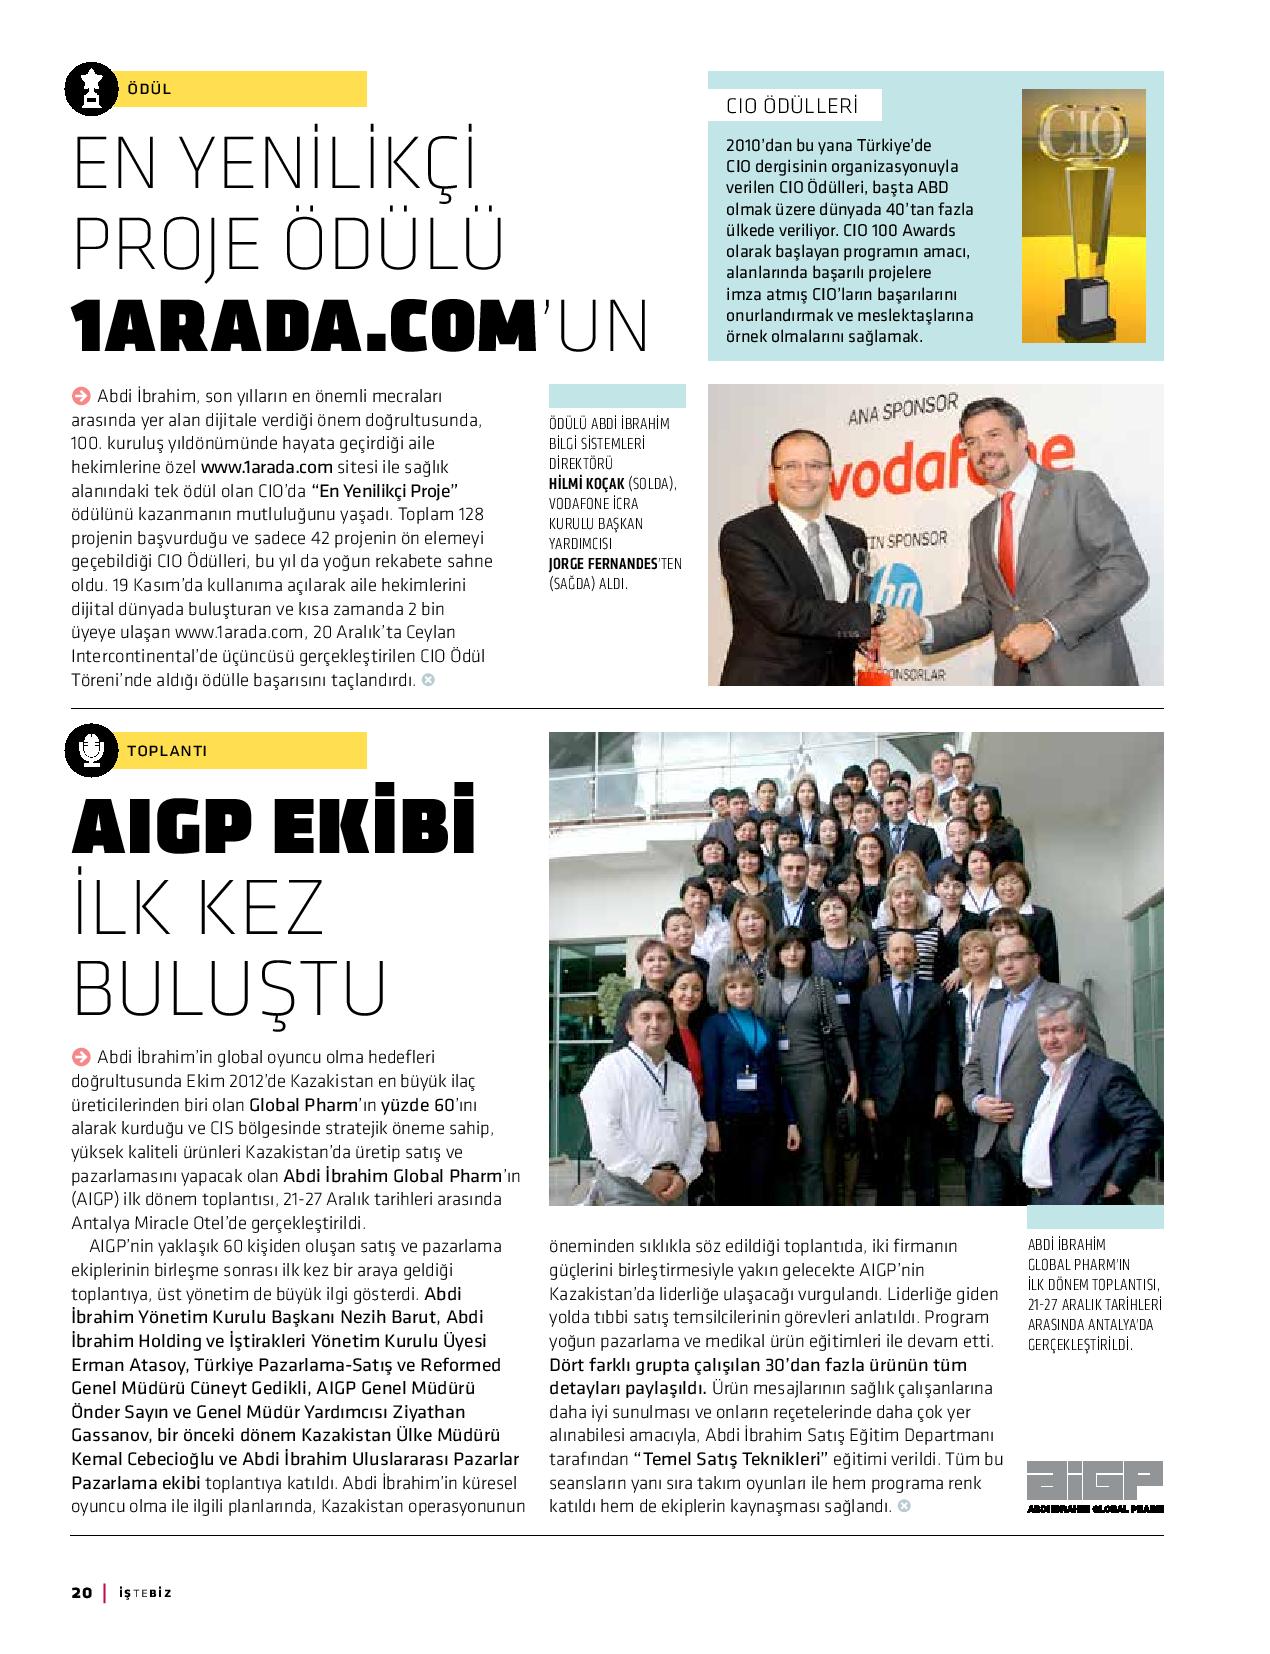 ÖDÜL
EN YENİLİKÇİ
PROJE ÖDÜLÜ
1ARADA.COM'UN
Abdi İbrahim, son yılların en önemli mecraları
arasında yer alan dijitale verdiği önem doğrultusunda,
100. kuruluş yıldönümünde hayata geçirdiği aile
hekimlerine özel www.1arada.com sitesi ile sağlık
alanındaki tek ödül olan CIO'da “En Yenilikçi Proje”
ödülünü kazanmanın mutluluğunu yaşadı. Toplam 128
projenin başvurduğu ve sadece 42 projenin ön elemeyi
geçebildiği CIO Ödülleri, bu yıl da yoğun rekabete sahne
oldu. 19 Kasım'da kullanıma açılarak aile hekimlerini
dijital dünyada buluşturan ve kısa zamanda 2 bin
üyeye ulaşan www.1arada.com, 20 Aralık'ta Ceylan
Intercontinental'de üçüncüsü gerçekleştirilen CIO Ödül
Töreni'nde aldığı ödülle başarısını taçlandırdı.
ÖDÜLÜ ABDİ İBRAHİM
BİLGİ SİSTEMLERİ
DİREKTÖRÜ
HİLMİ KOÇAK (SOLDA),
VODAFONE İCRA
KURULU BAŞKAN
YARDIMCISI
JORGE FERNANDES'TEN
(SAĞDA) ALDI.
CIO ÖDÜLLERİ
2010'dan bu yana Türkiye'de
CIO dergisinin organizasyonuyla
verilen CIO Ödülleri, başta ABD
olmak üzere dünyada 40'tan fazla
ülkede veriliyor. CIO 100 Awards
olarak başlayan programın amacı,
alanlarında başarılı projelere
imza atmış CIO'ların başarılarını
onurlandırmak ve meslektaşlarına
örnek olmalarını sağlamak.
CIO
ANA SPONSOR
vodafone
TIN SPONSOR
hp
SPONSORLAR
TOPLANTI
AIGP EKİBİ
İLK KEZ
BULUŞTU
Abdi İbrahim'in global oyuncu olma hedefleri
doğrultusunda Ekim 2012'de Kazakistan en büyük ilaç
üreticilerinden biri olan Global Pharm'ın yüzde 60'ını
alarak kurduğu ve CIS bölgesinde stratejik öneme sahip,
yüksek kaliteli ürünleri Kazakistan'da üretip satış ve
pazarlamasını yapacak olan Abdi İbrahim Global Pharm'ın
(AIGP) ilk dönem toplantısı, 21-27 Aralık tarihleri arasında
Antalya Miracle Otel'de gerçekleştirildi.
AIGP'nin yaklaşık 60 kişiden oluşan satış ve pazarlama
ekiplerinin birleşme sonrası ilk kez bir araya geldiği
toplantıya, üst yönetim de büyük ilgi gösterdi. Abdi
İbrahim Yönetim Kurulu Başkanı Nezih Barut, Abdi
İbrahim Holding ve İştirakleri Yönetim Kurulu Üyesi
Erman Atasoy, Türkiye Pazarlama-Satış ve Reformed
Genel Müdürü Cüneyt Gedikli, AIGP Genel Müdürü
Önder Sayın ve Genel Müdür Yardımcısı Ziyathan
Gassanov, bir önceki dönem Kazakistan Ülke Müdürü
Kemal Cebecioğlu ve Abdi İbrahim Uluslararası Pazarlar
Pazarlama ekibi toplantıya katıldı. Abdi İbrahim'in küresel
oyuncu olma ile ilgili planlarında, Kazakistan operasyonunun
öneminden sıklıkla söz edildiği toplantıda, iki firmanın
güçlerini birleştirmesiyle yakın gelecekte AIGP'nin
Kazakistan'da liderliğe ulaşacağı vurgulandı. Liderliğe giden
yolda tıbbi satış temsilcilerinin görevleri anlatıldı. Program
yoğun pazarlama ve medikal ürün eğitimleri ile devam etti.
Dört farklı grupta çalışılan 30'dan fazla ürünün tüm
detayları paylaşıldı. Ürün mesajlarının sağlık çalışanlarına
daha iyi sunulması ve onların reçetelerinde daha çok yer
alınabilesi amacıyla, Abdi İbrahim Satış Eğitim Departmanı
tarafından “Temel Satış Teknikleri” eğitimi verildi. Tüm bu
seansların yanı sıra takım oyunları ile hem programa renk
katıldı hem de ekiplerin kaynaşması sağlandı.
ABDİ İBRAHİM
GLOBAL PHARM'IN
İLK DÖNEM TOPLANTISI,
21-27 ARALIK TARİHLERİ
ARASINDA ANTALYA'DA
GERÇEKLEŞTİRİLDİ.
AIGP
ABDI IBRAHIM GLOBAL PHARM
20 | İŞTEBİZ